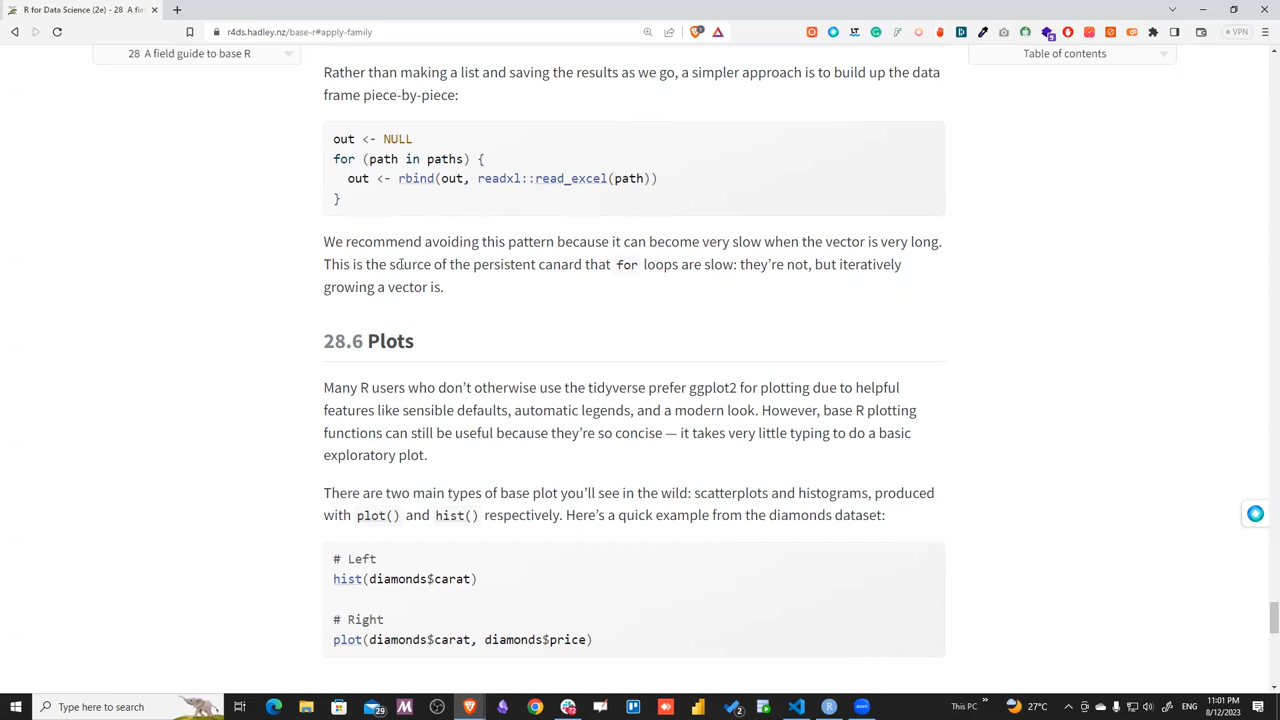 R for Data Science (2e) - 28 A fiel
r4ds.hadley.nz/base-r#apply-family
VPN
28 A field guide to base R
Table of contents
Rather than making a list and saving the results as we go, a simpler approach is to build up the data
frame piece-by-piece:
out <- NULL
for (path in paths) {
  out <- rbind(out, readxl::read_excel(path))
}
We recommend avoiding this pattern because it can become very slow when the vector is very long.
This is the source of the persistent canard that for loops are slow: they’re not, but iteratively
growing a vector is.
28.6 Plots
Many R users who don’t otherwise use the tidyverse prefer ggplot2 for plotting due to helpful
features like sensible defaults, automatic legends, and a modern look. However, base R plotting
functions can still be useful because they’re so concise — it takes very little typing to do a basic
exploratory plot.
There are two main types of base plot you’ll see in the wild: scatterplots and histograms, produced
with plot() and hist() respectively. Here’s a quick example from the diamonds dataset:
# Left
hist(diamonds$carat)
# Right
plot(diamonds$carat, diamonds$price)
Type here to search
29
2
This PC
27°C
11:01 PM
8/12/2023